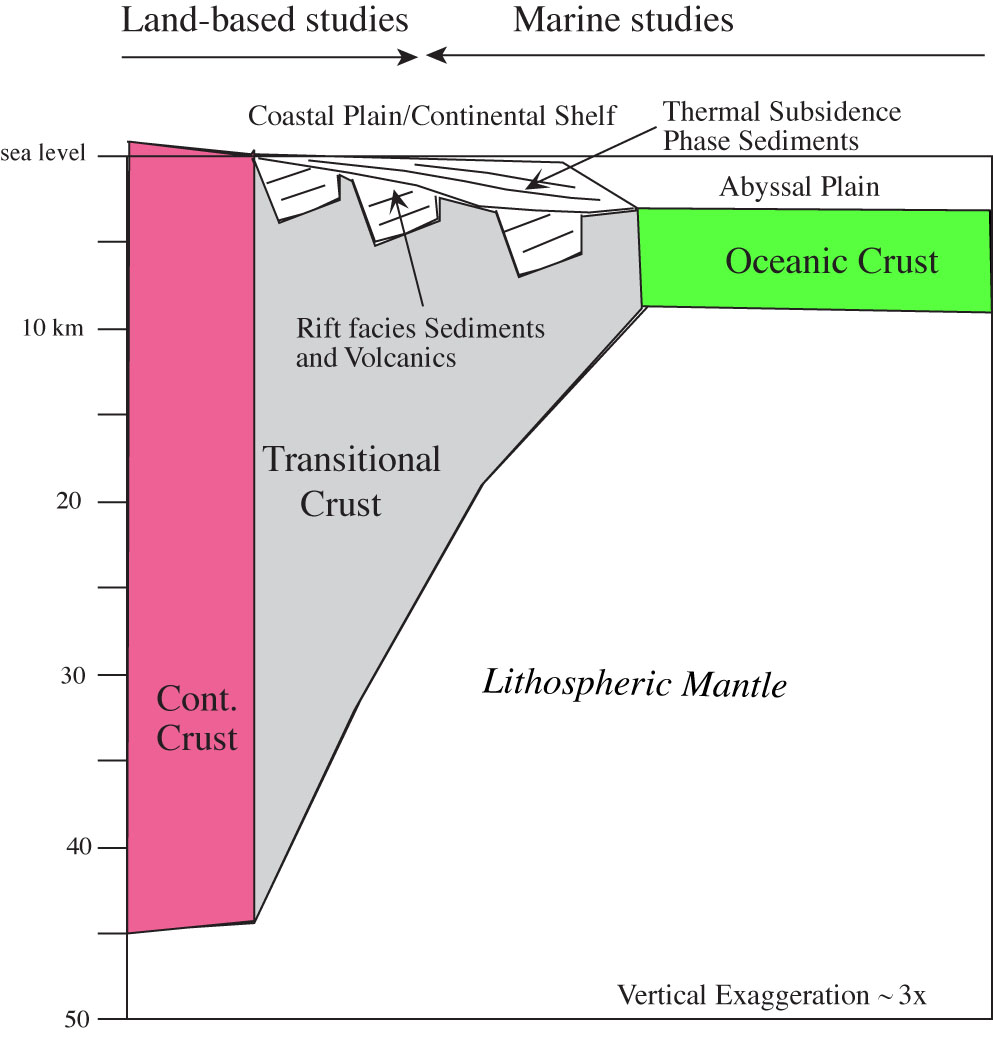 Land-based studies
Marine studies
Coastal Plain/Continental Shelf
Thermal Subsidence
Phase Sediments
sea level
Abyssal Plain
Oceanic Crust
10 km
Rift facies Sediments
and Volcanics
Transitional
Crust
20
30
Lithospheric Mantle
Cont.
Crust
40
Vertical Exaggeration ~ 3x
50